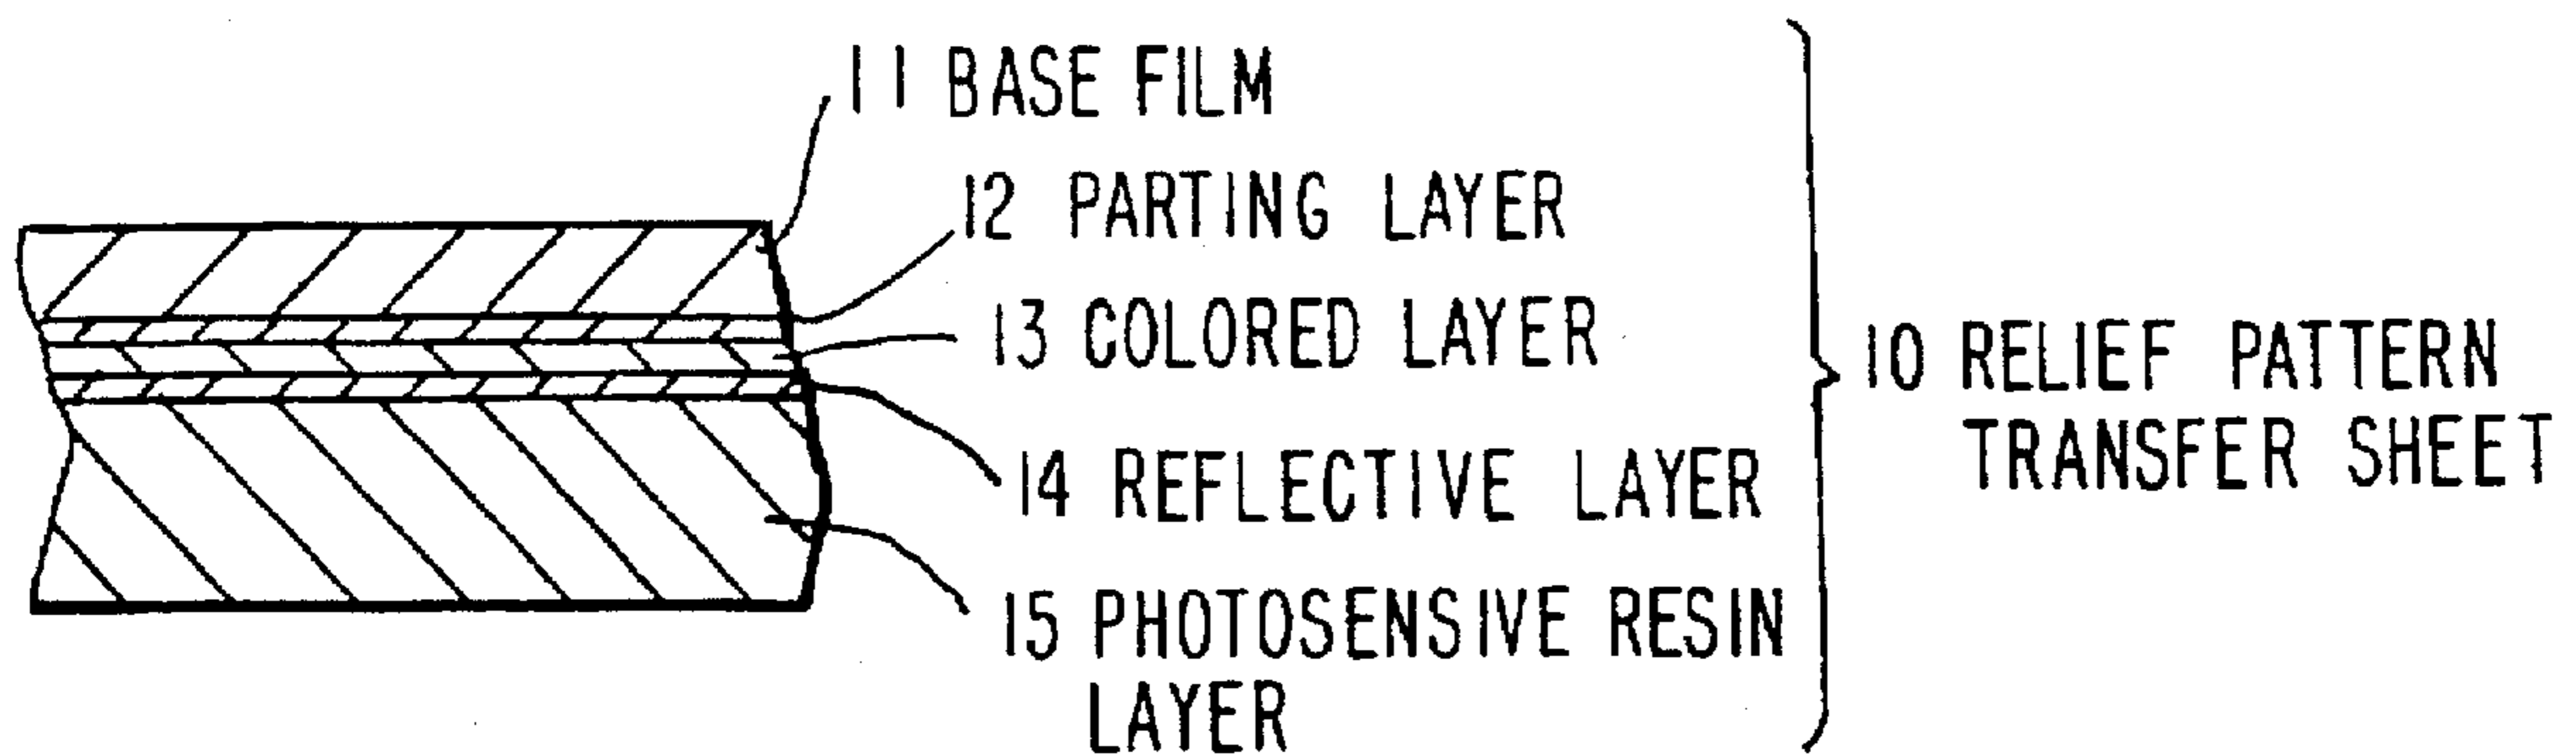 11 BASE FILM
12 PARTING LAYER
13 COLORED LAYER
14 REFLECTIVE LAYER
15 PHOTOSENSIVE RESIN
LAYER
10 RELIEF PATTERN
TRANSFER SHEET